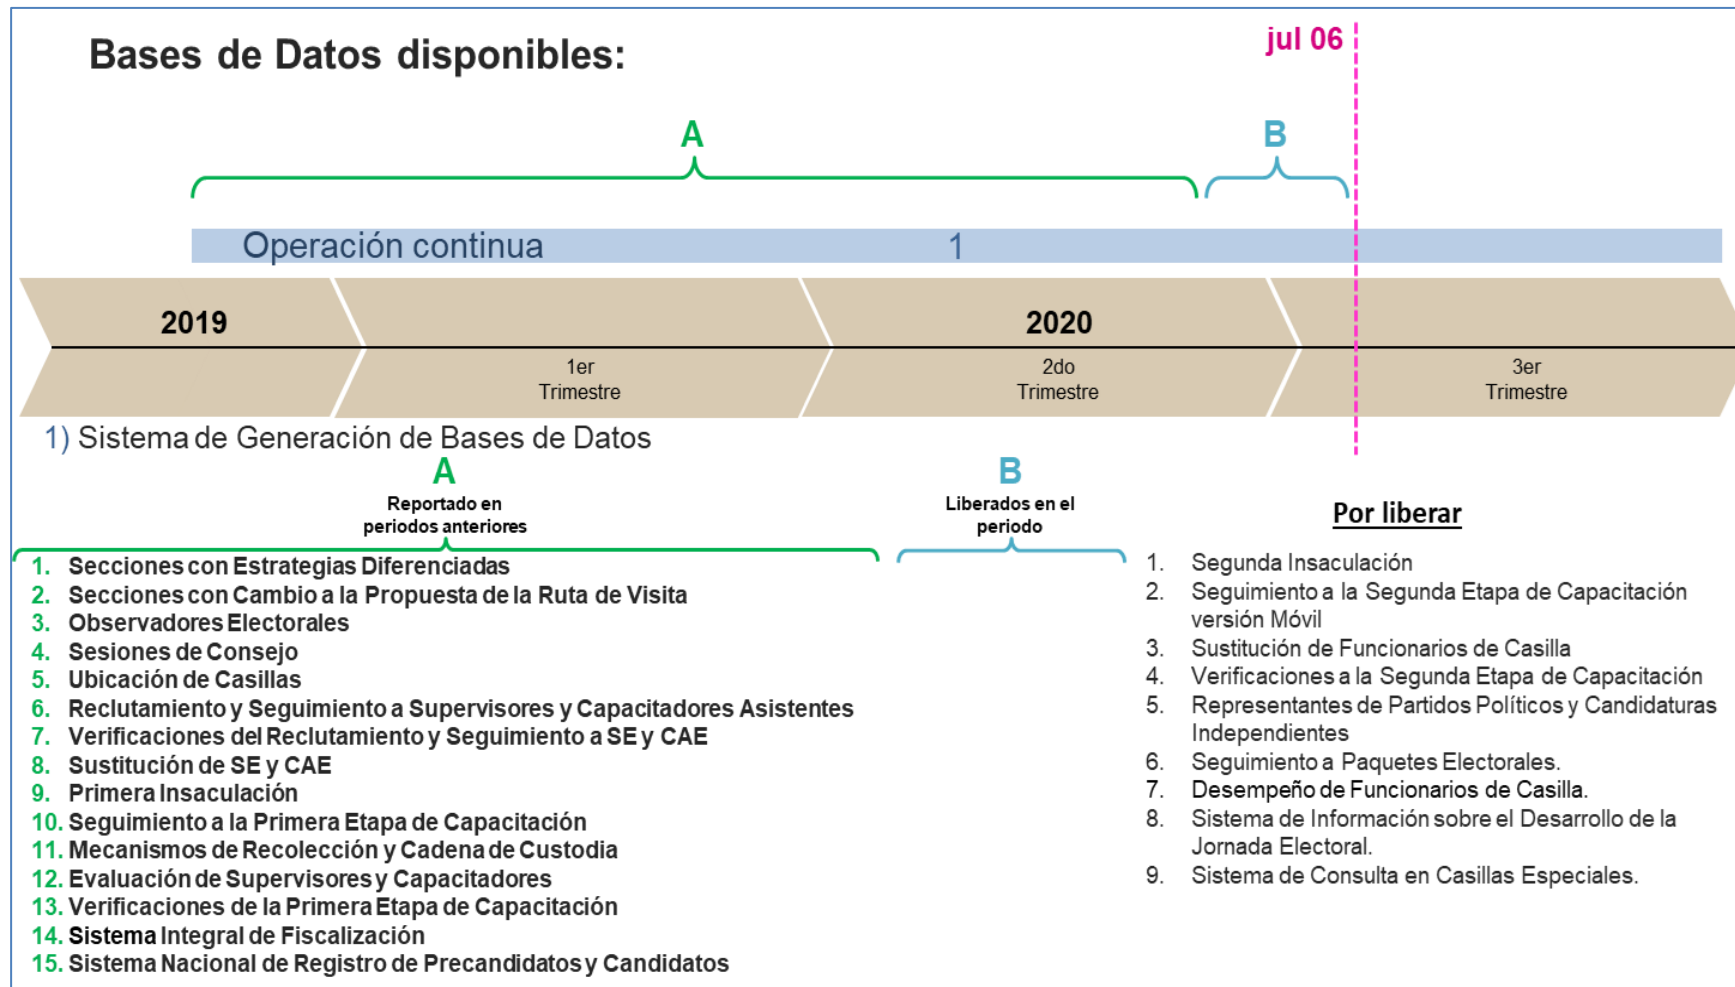 Bases de Datos disponibles:
jul 06
A
B
Operación continua
1
2019
2020
1er
Trimestre
2do
Trimestre
3er
Trimestre
1) Sistema de Generación de Bases de Datos
A
Reportado en
periodos anteriores
1. Secciones con Estrategias Diferenciadas
2. Secciones con Cambio a la Propuesta de la Ruta de Visita
3. Observadores Electorales
4. Sesiones de Consejo
5. Ubicación de Casillas
6. Reclutamiento y Seguimiento a Supervisores y Capacitadores Asistentes
7. Verificaciones del Reclutamiento y Seguimiento a SE y CAE
8. Sustitución de SE y CAE
9. Primera Insaculación
10. Seguimiento a la Primera Etapa de Capacitación
11. Mecanismos de Recolección y Cadena de Custodia
12. Evaluación de Supervisores y Capacitadores
13. Verificaciones de la Primera Etapa de Capacitación
14. Sistema Integral de Fiscalización
15. Sistema Nacional de Registro de Precandidatos y Candidatos
B
Liberados en el
periodo
Por liberar
1. Segunda Insaculación
2. Seguimiento a la Segunda Etapa de Capacitación
versión Móvil
3. Sustitución de Funcionarios de Casilla
4. Verificaciones a la Segunda Etapa de Capacitación
5. Representantes de Partidos Políticos y Candidaturas
Independientes
6. Seguimiento a Paquetes Electorales.
7. Desempeño de Funcionarios de Casilla.
8. Sistema de Información sobre el Desarrollo de la
Jornada Electoral.
9. Sistema de Consulta en Casillas Especiales.